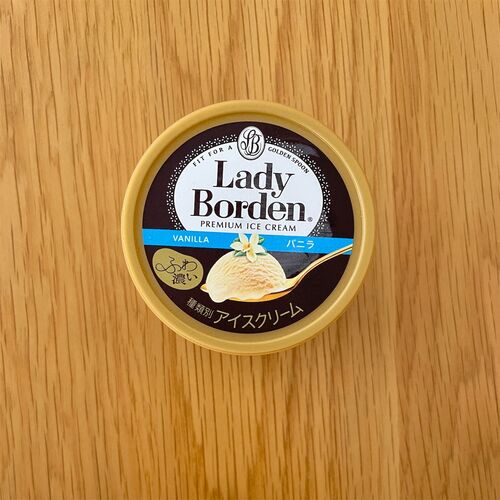 LB
FIT FOR A GOLDEN SPOON
Lady
Borden®
PREMIUM ICE CREAM
VANILLA バニラ
ふわ
濃い
種類別 アイスクリーム